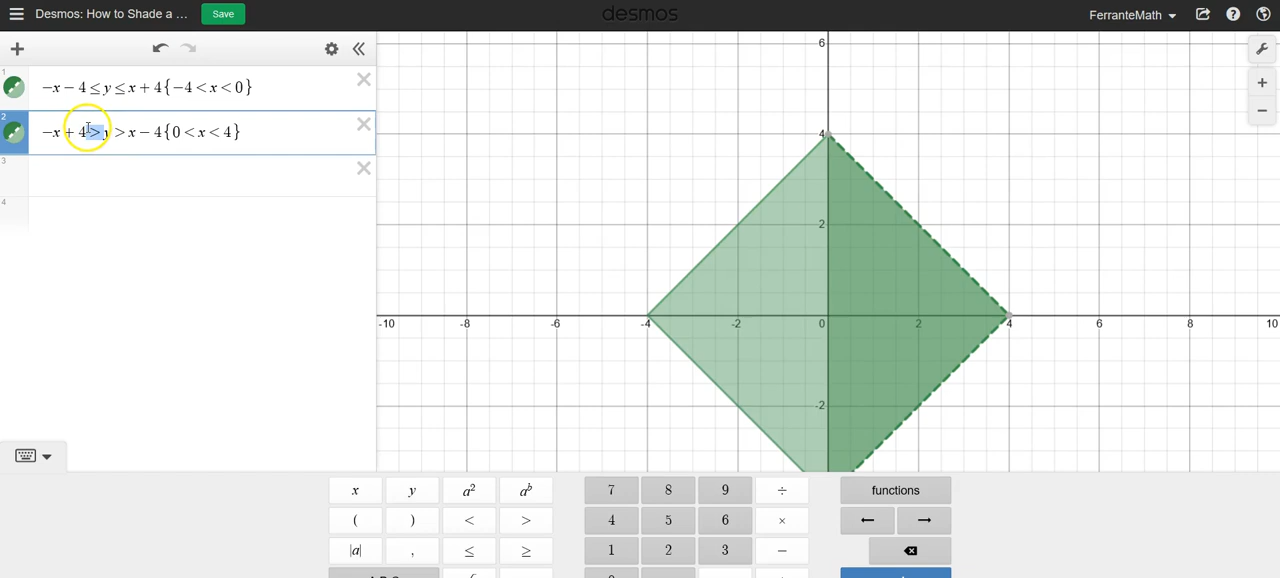 Desmos: How to Shade a ... Save desmos FerranteMath
1
−x − 4 ≤ y ≤ x + 4 {−4 < x < 0}
2
−x + 4 > y > x − 4 {0 < x < 4}
3
4
6
4
2
-10 -8 -6 -4 -2 0 2 4 6 8 10
-2
x y a² aᵇ 7 8 9 ÷ functions
( ) < > 4 5 6 × ← →
|a| , ≤ ≥ 1 2 3 −